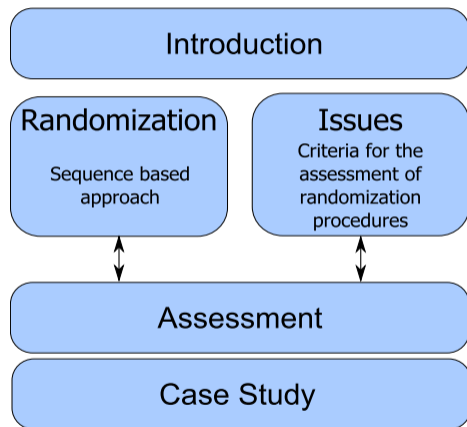 Introduction
Randomization
Sequence based
approach
Issues
Criteria for the
assessment of
randomization
procedures
Assessment
Case Study